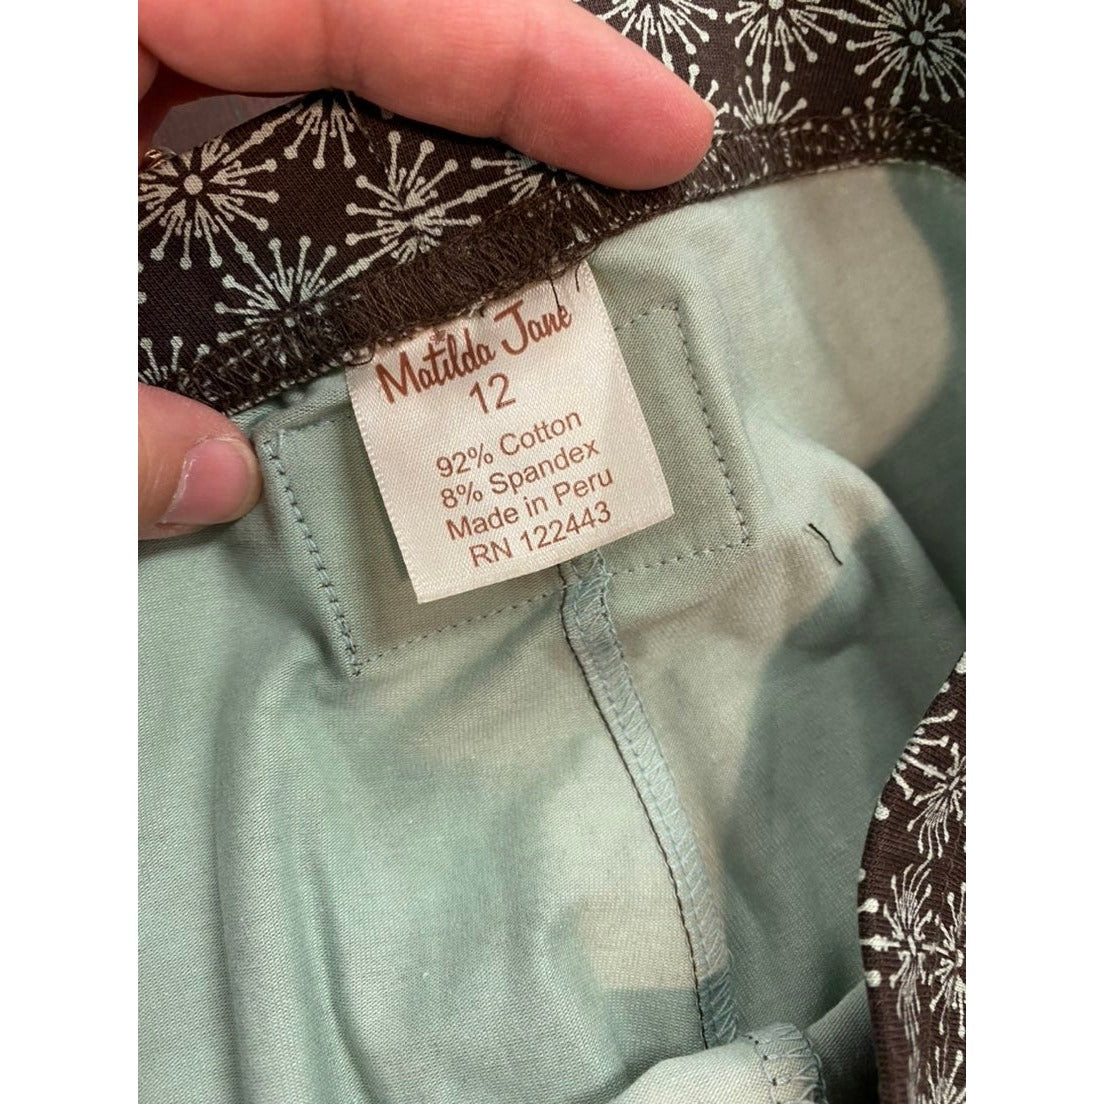 Matilda Jane
12
92% Cotton
8% Spandex
Made in Peru
RN 122443